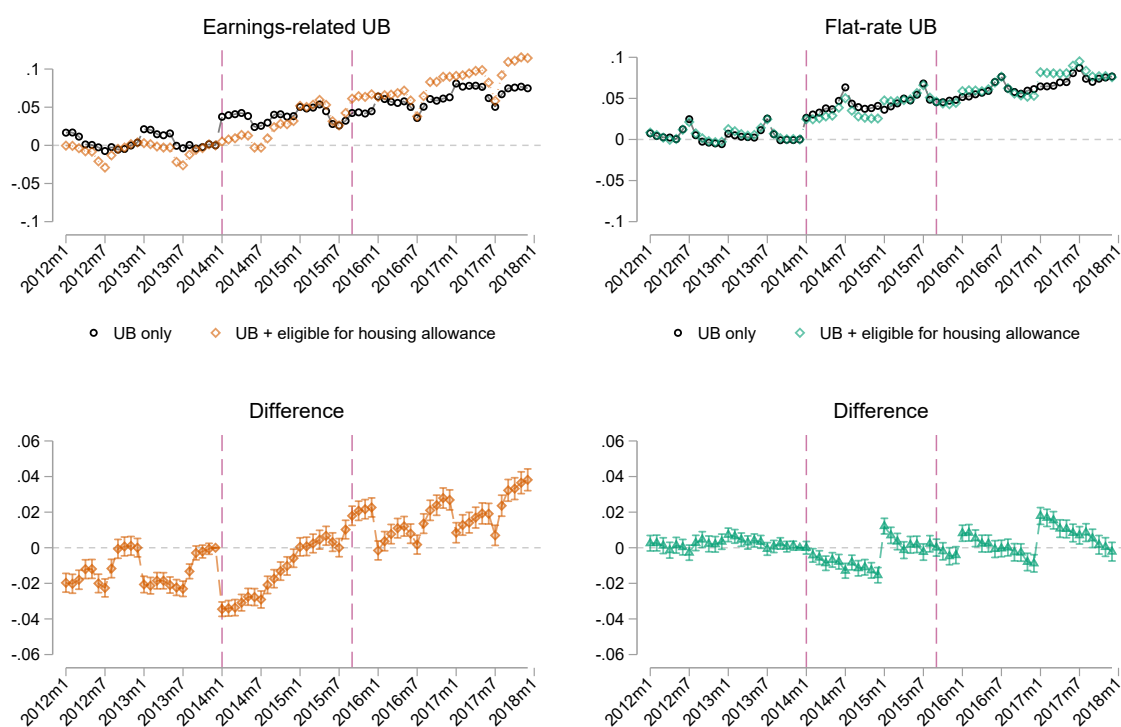 Earnings-related UB
.1
.05
0
-.05
-.1
2012m1
2012m7
2013m1
2013m7
2014m1
2014m7
2015m1
2015m7
2016m1
2016m7
2017m1
2017m7
2018m1
UB only
UB + eligible for housing allowance
Flat-rate UB
.1
.05
0
-.05
-.1
2012m1
2012m7
2013m1
2013m7
2014m1
2014m7
2015m1
2015m7
2016m1
2016m7
2017m1
2017m7
2018m1
UB only
UB + eligible for housing allowance
Difference
.06
.04
.02
0
-.02
-.04
-.06
2012m1
2012m7
2013m1
2013m7
2014m1
2014m7
2015m1
2015m7
2016m1
2016m7
2017m1
2017m7
2018m1
Difference
.06
.04
.02
0
-.02
-.04
-.06
2012m1
2012m7
2013m1
2013m7
2014m1
2014m7
2015m1
2015m7
2016m1
2016m7
2017m1
2017m7
2018m1